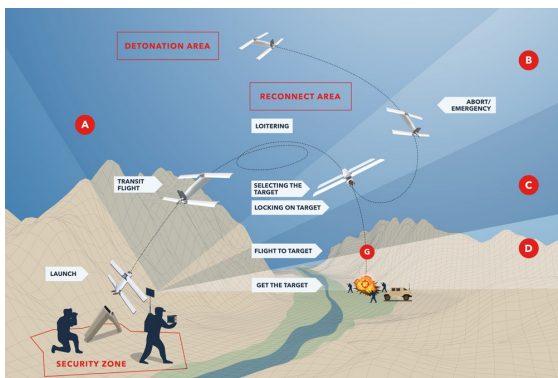 DETONATION AREA
B
RECONNECT AREA
ABORT/
EMERGENCY
A
LOITERING
TRANSIT
FLIGHT
SELECTING THE
TARGET
C
LOCKING ON TARGET
FLIGHT TO TARGET
G
D
LAUNCH
GET THE TARGET
SECURITY ZONE